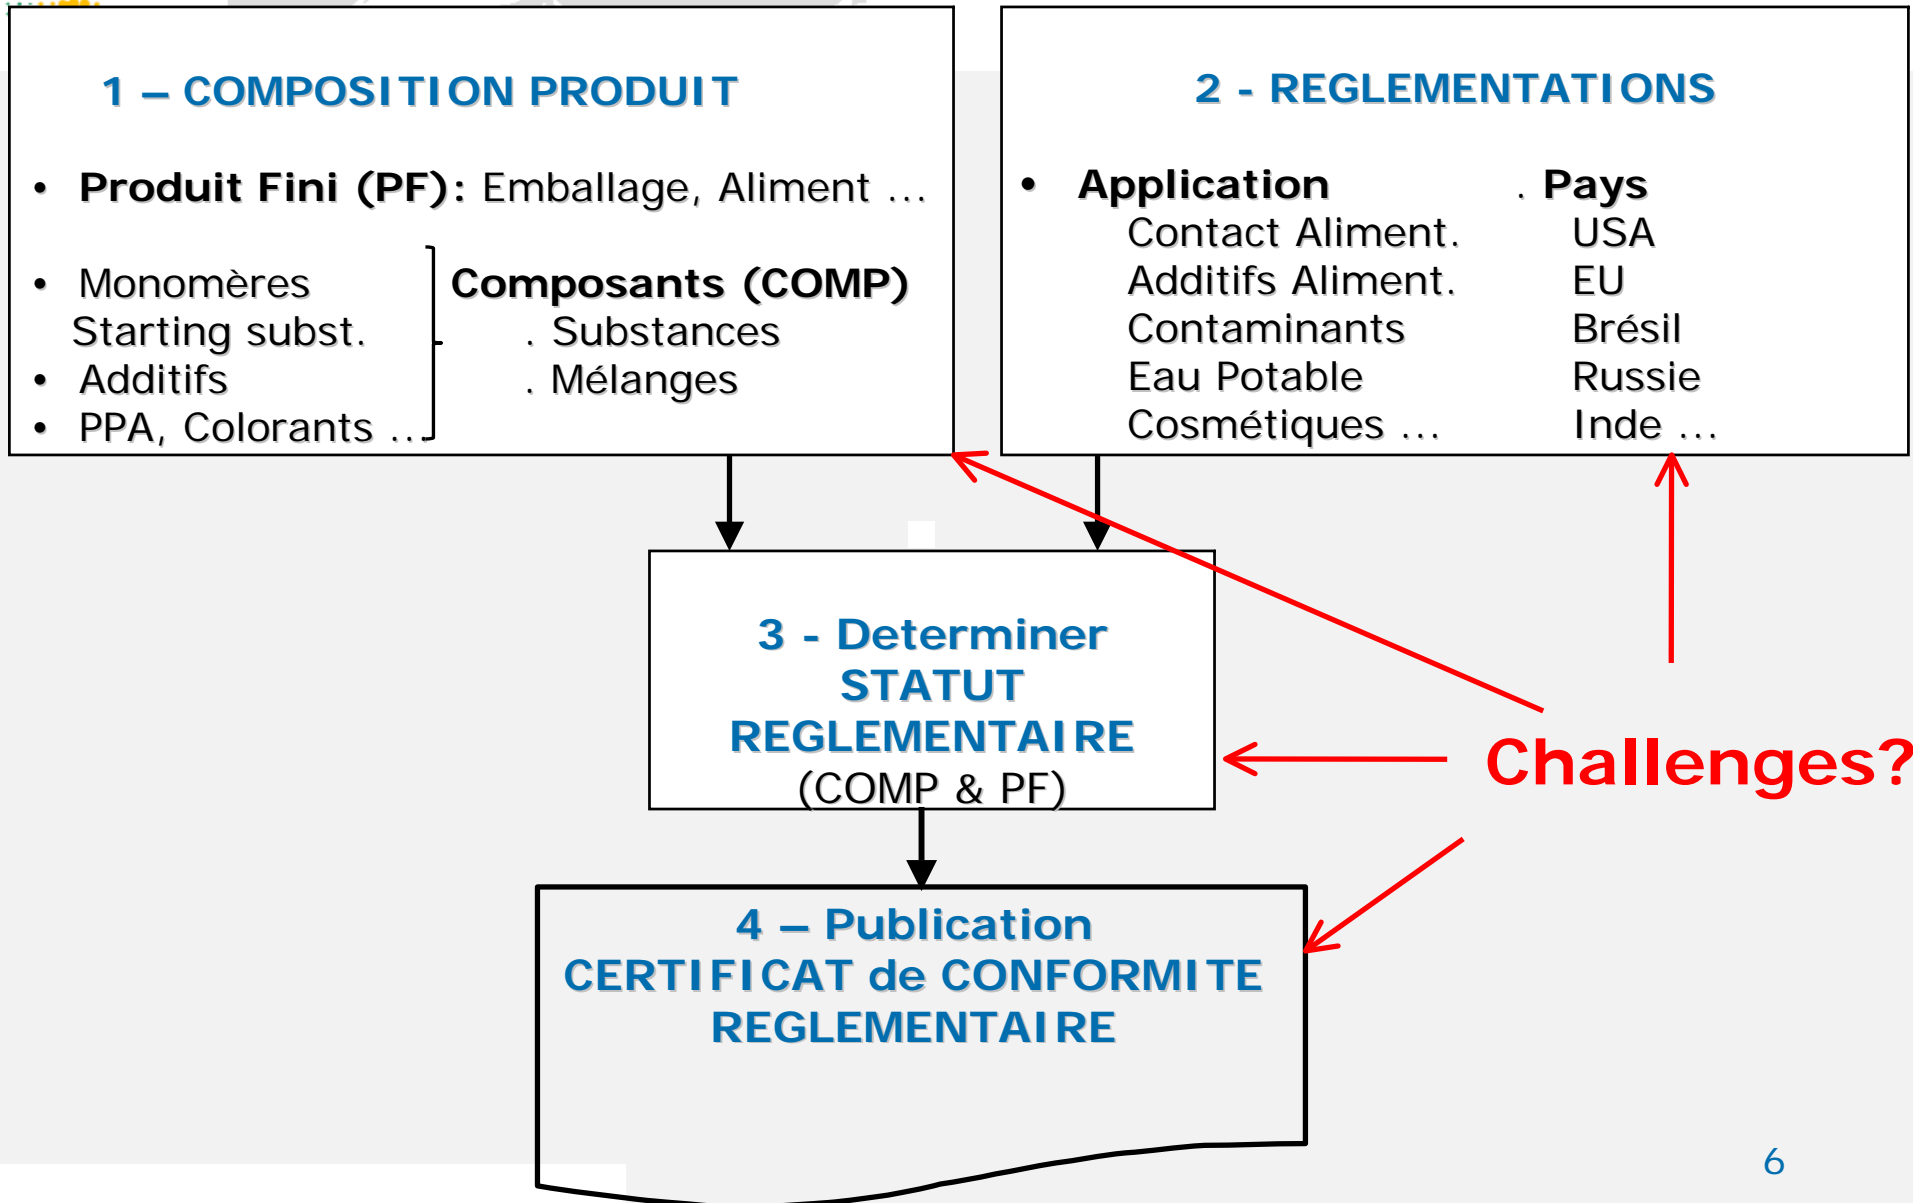 1 – COMPOSITION PRODUIT
• Produit Fini (PF): Emballage, Aliment ...
• Monomères
Starting subst.
• Additifs
• PPA, Colorants ...
Composants (COMP)
. Substances
. Mélanges
2 - REGLEMENTATIONS
• Application . Pays
Contact Aliment. USA
Additifs Aliment. EU
Contaminants Brésil
Eau Potable Russie
Cosmétiques ... Inde ...
3 - Determiner
STATUT
REGLEMENTAIRE
(COMP & PF)
Challenges?
4 – Publication
CERTIFICAT de CONFORMITE
REGLEMENTAIRE
6